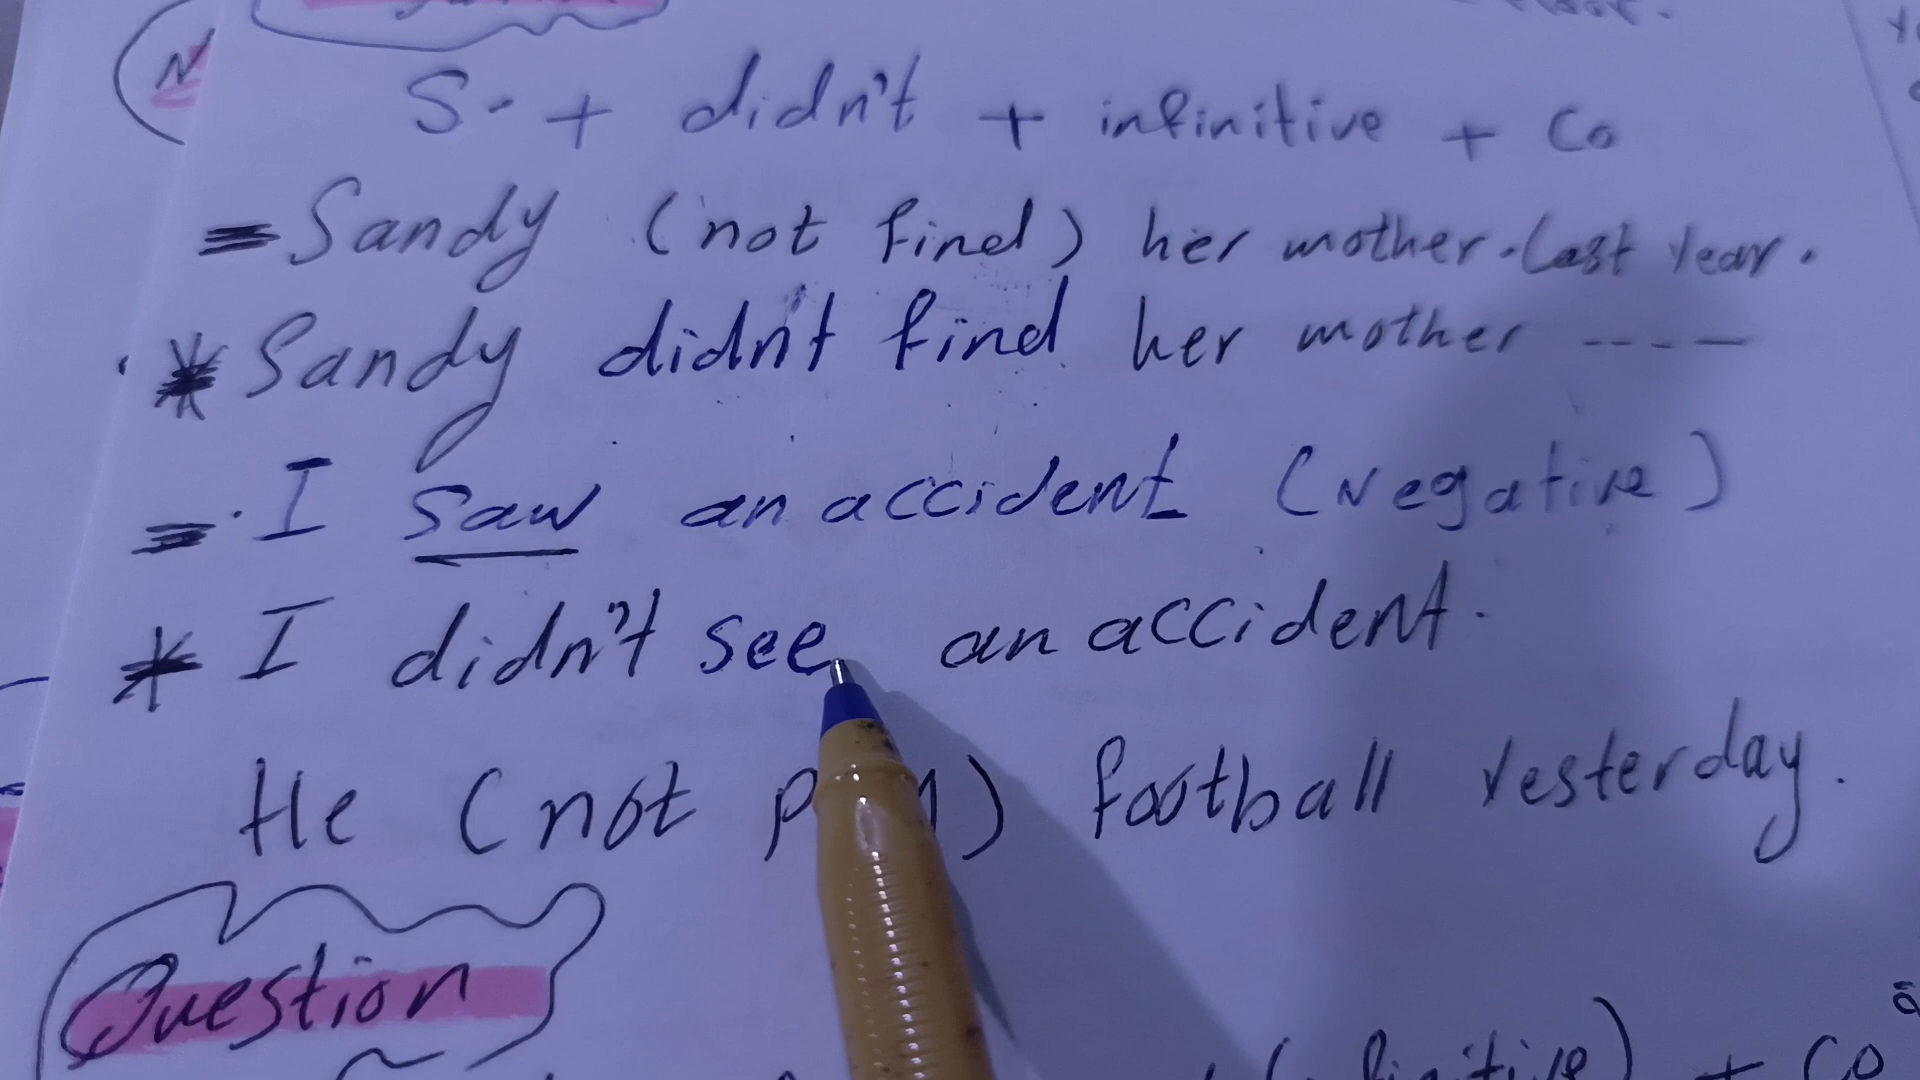 N
S. + didn't + infinitive + Co
= Sandy (not find) her mother. last year.
* Sandy didn't find her mother ----
= I saw an accident (Negative)
* I didn't see an accident.
He (not ) football yesterday.
Question
+ Co